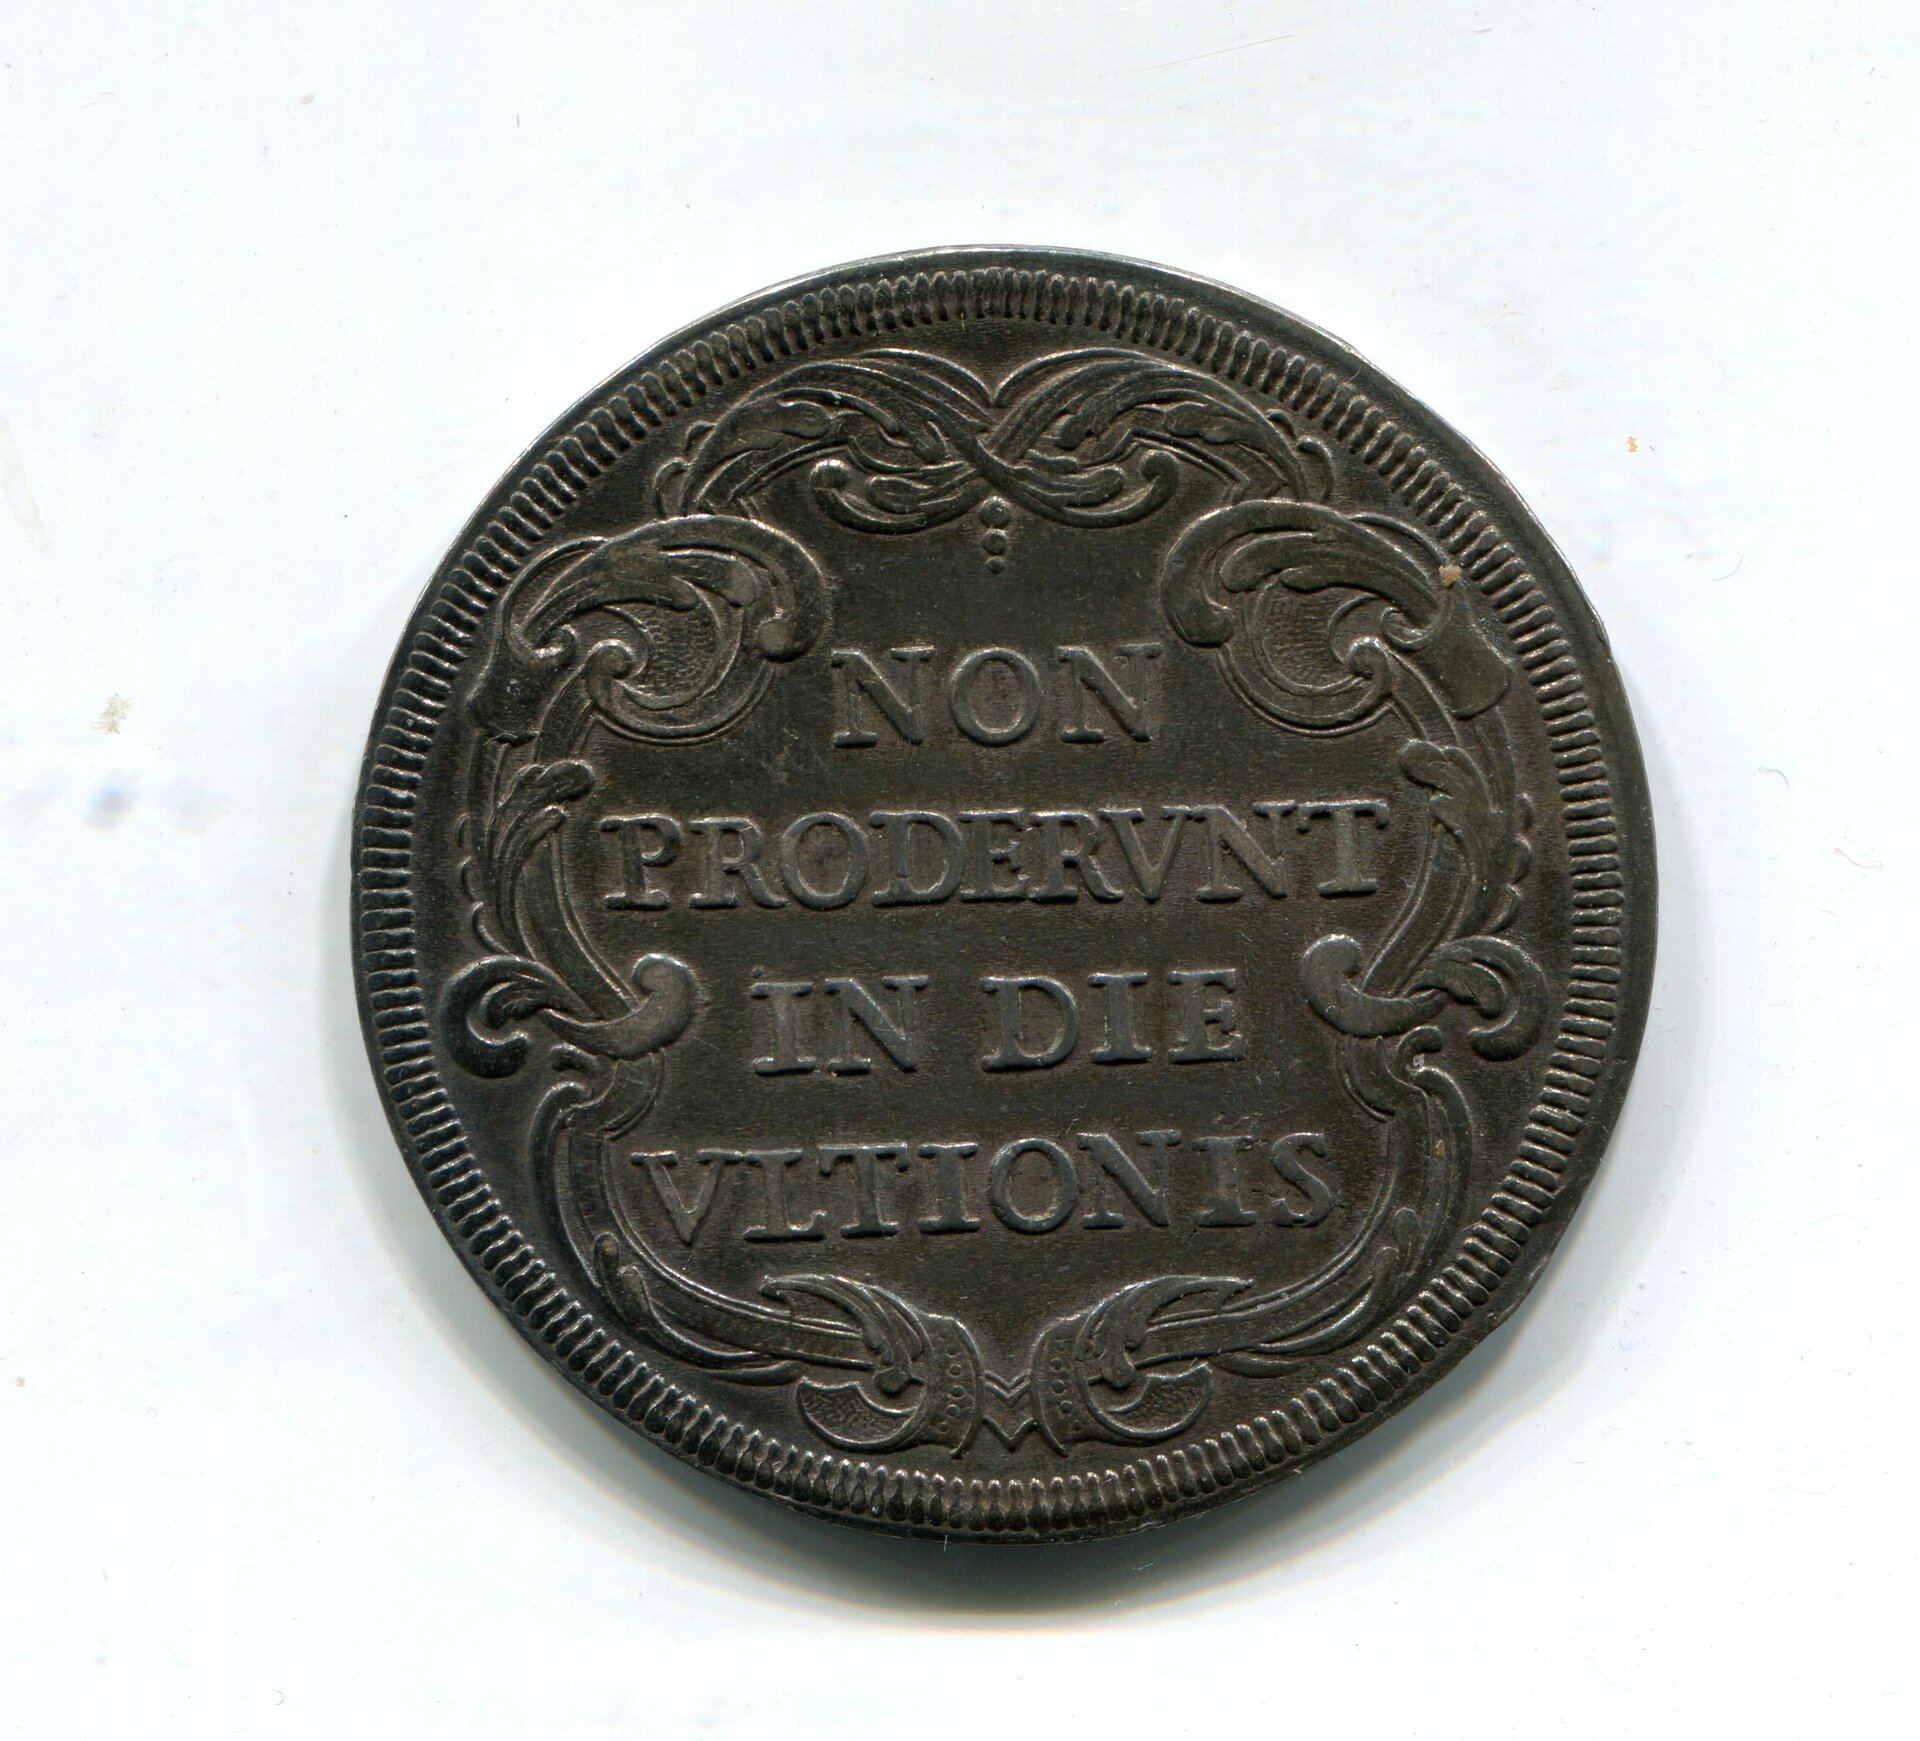 NON
PRODERVNT
IN DIE
VLTIONIS